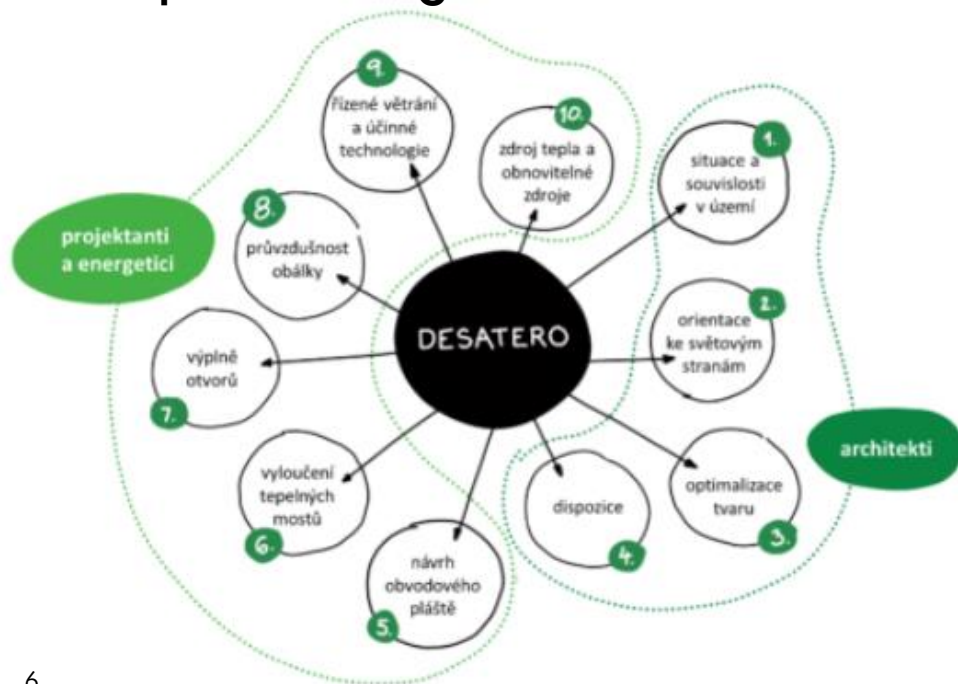 9.
řízené větrání
a účinné
technologie
10.
zdroj tepla a
obnovitelné
zdroje
1.
situace a
souvislosti
v území
8.
průvzdušnost
obálky
projektanti
a energetici
2.
orientace
ke světovým
stranám
DESATERO
7.
výplně
otvorů
architekti
3.
optimalizace
tvaru
6.
vyloučení
tepelných
mostů
4.
dispozice
5.
návrh
obvodového
pláště
6